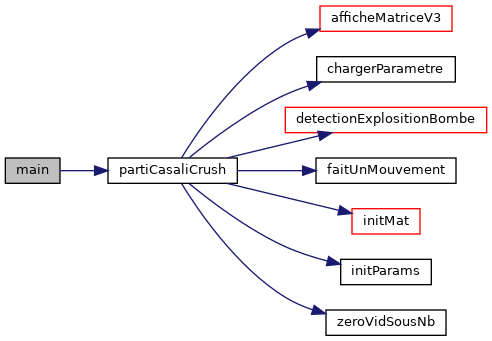 main
partiCasaliCrush
afficheMatriceV3
chargerParametre
detectionExplositionBombe
faitUnMouvement
initMat
initParams
zeroVidSousNb